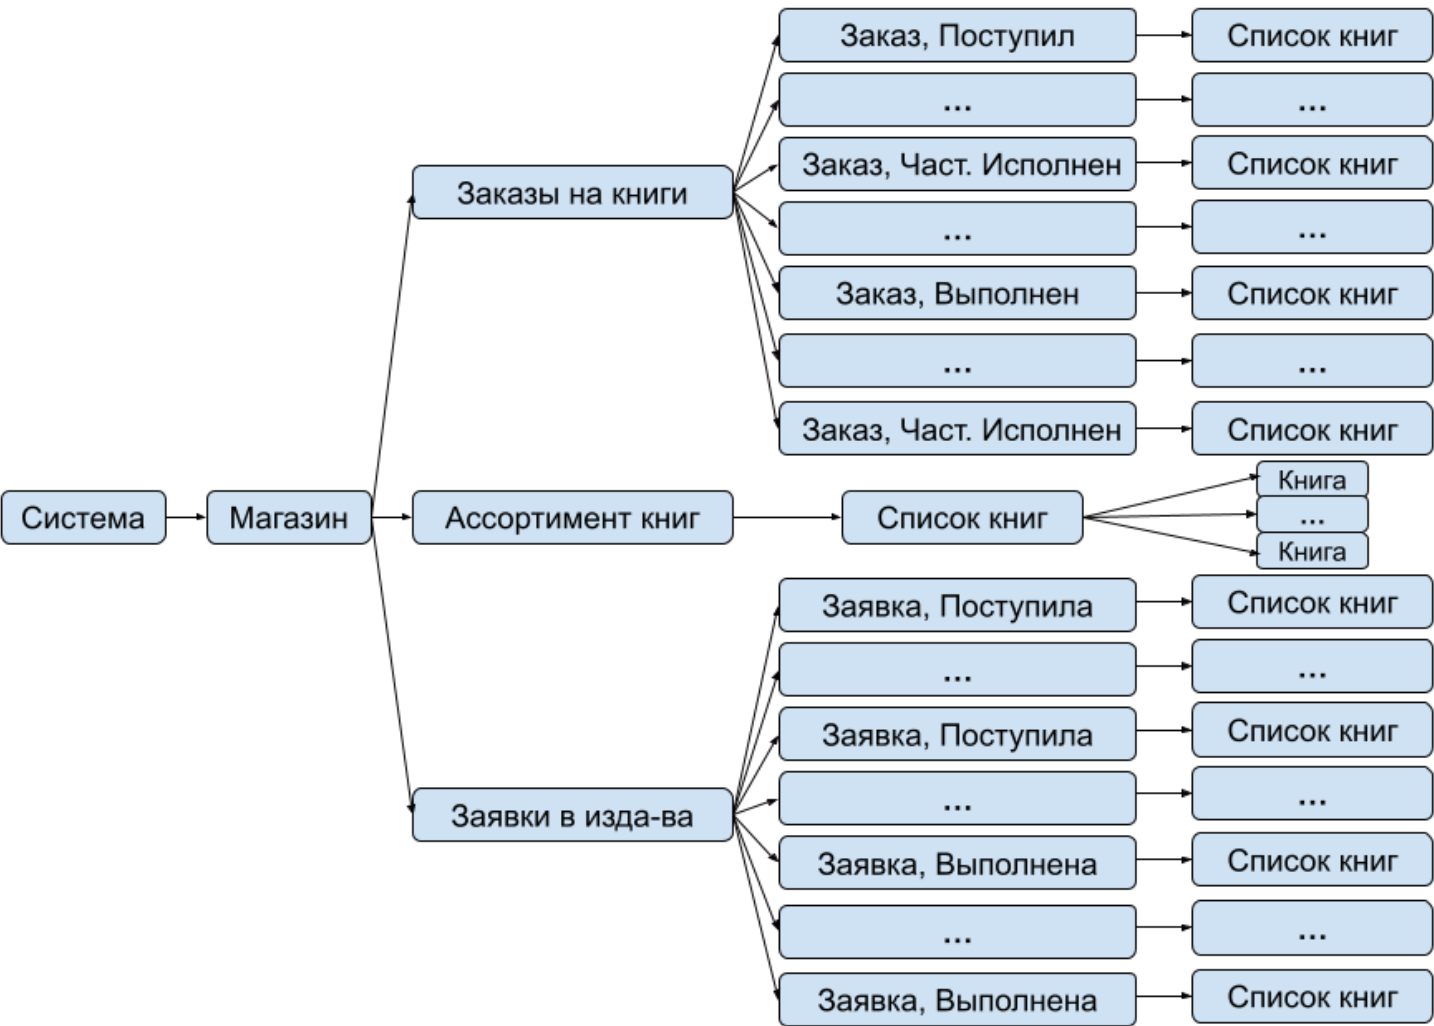 Заказ, Поступил
Список книг
...
...
Заказ, Част. Исполнен
Список книг
Заказы на книги
...
...
Заказ, Выполнен
Список книг
...
...
Заказ, Част. Исполнен
Список книг
Система
Магазин
Ассортимент книг
Список книг
Книга
...
Книга
Заявка, Поступила
Список книг
...
...
Заявка, Поступила
Список книг
...
...
Заявки в изда-ва
Заявка, Выполнена
Список книг
...
...
Заявка, Выполнена
Список книг